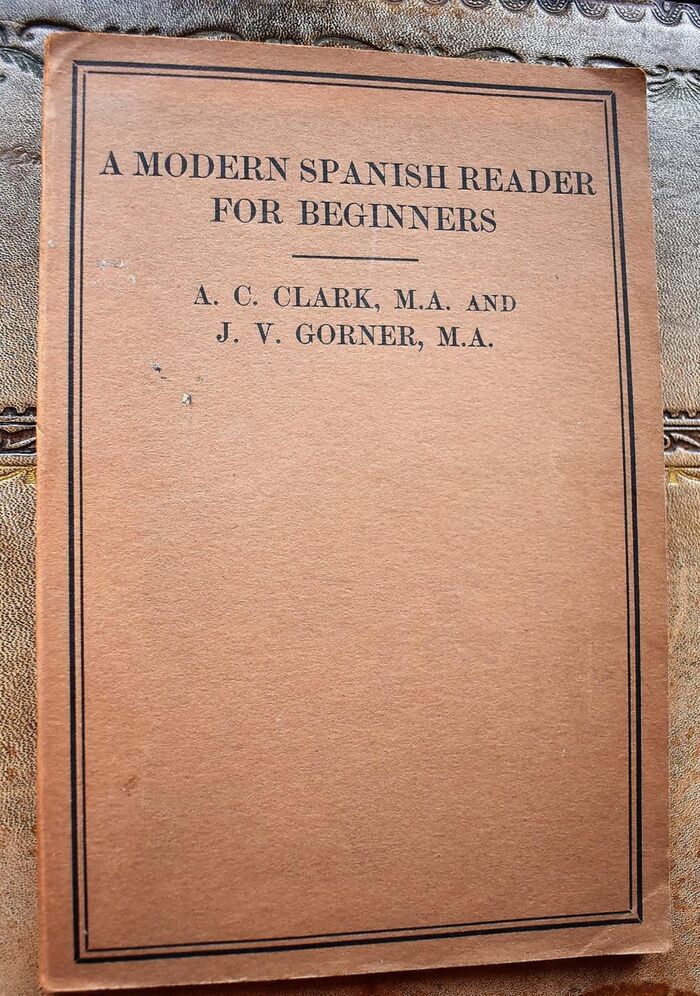 A MODERN SPANISH READER
FOR BEGINNERS
A. C. CLARK, M.A. AND
J. V. GORNER, M.A.